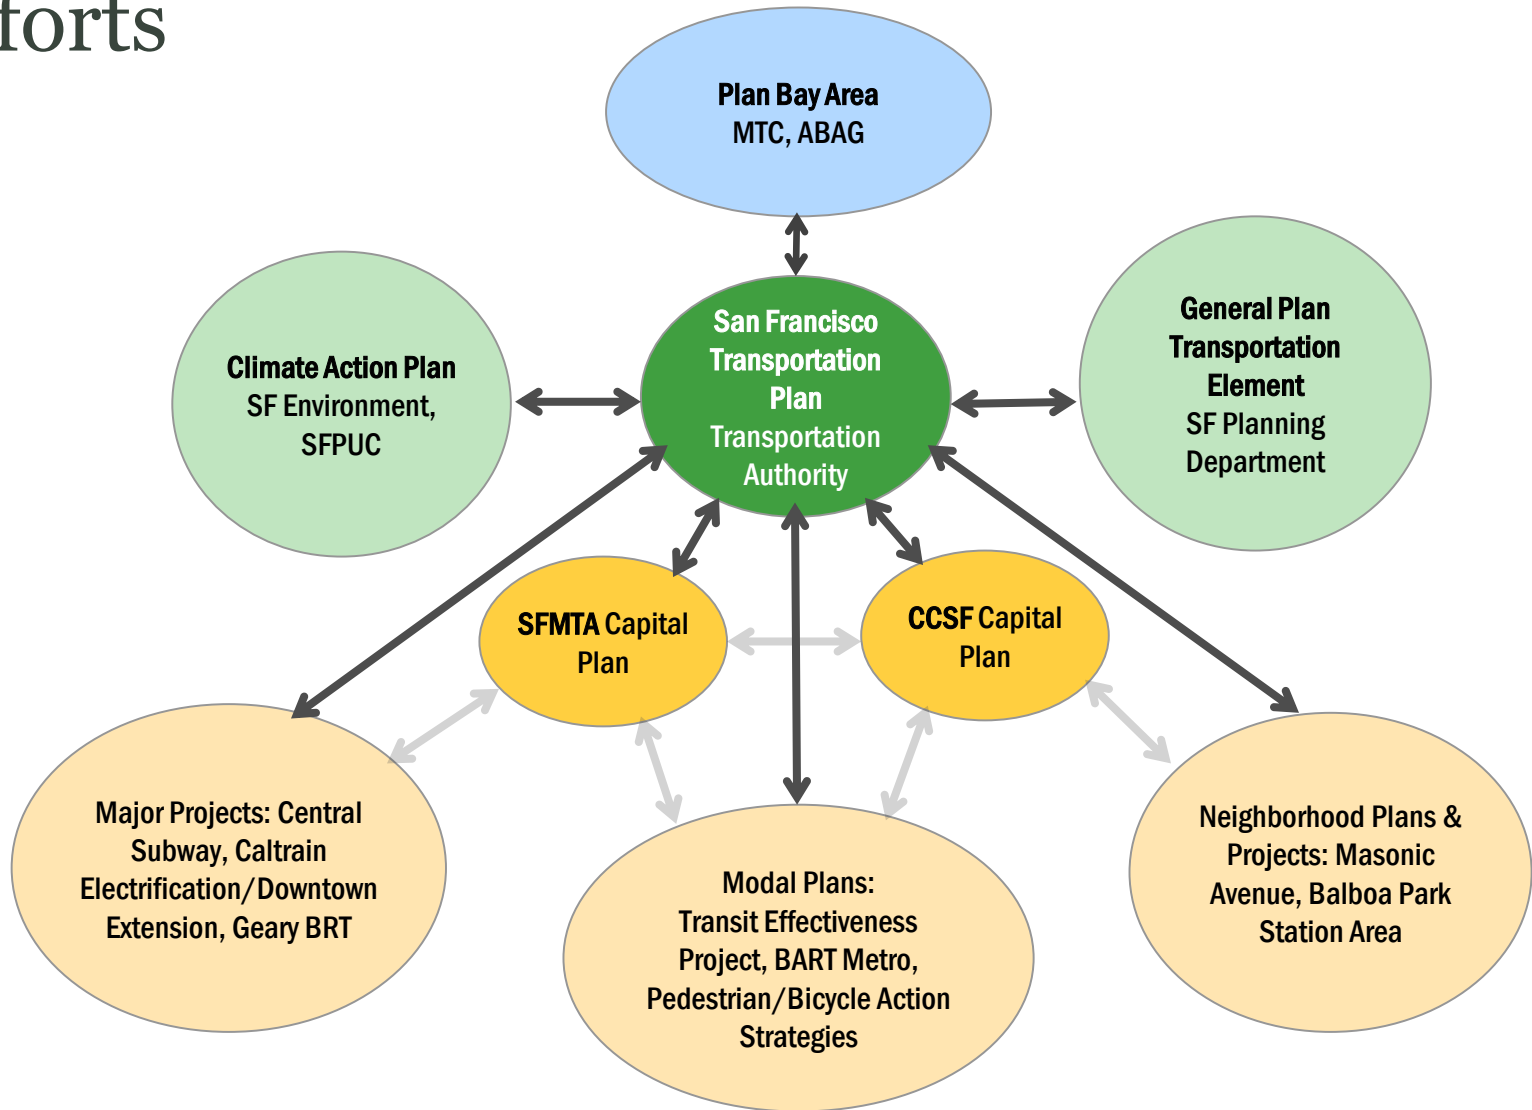 forts
Plan Bay Area
MTC, ABAG
San Francisco
Transportation
Plan
Transportation
Authority
Climate Action Plan
SF Environment,
SFPUC
General Plan
Transportation
Element
SF Planning
Department
SFMTA Capital
Plan
CCSF Capital
Plan
Major Projects: Central
Subway, Caltrain
Electrification/Downtown
Extension, Geary BRT
Modal Plans:
Transit Effectiveness
Project, BART Metro,
Pedestrian/Bicycle Action
Strategies
Neighborhood Plans &
Projects: Masonic
Avenue, Balboa Park
Station Area